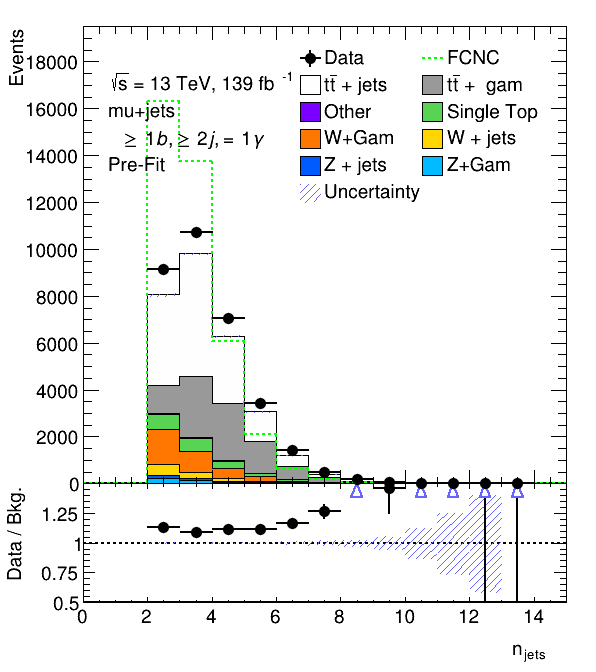 Events
18000
16000
14000
12000
10000
8000
6000
4000
2000
0
√s = 13 TeV, 139 fb⁻¹
mu+jets
≥ 1b, ≥ 2j, = 1γ
Pre-Fit
Data
FCNC
tt̄ + jets
tt̄ + gam
Other
Single Top
W+Gam
W + jets
Z + jets
Z+Gam
Uncertainty
Data / Bkg.
1.25
1
0.75
0.5
0 2 4 6 8 10 12 14
n_jets